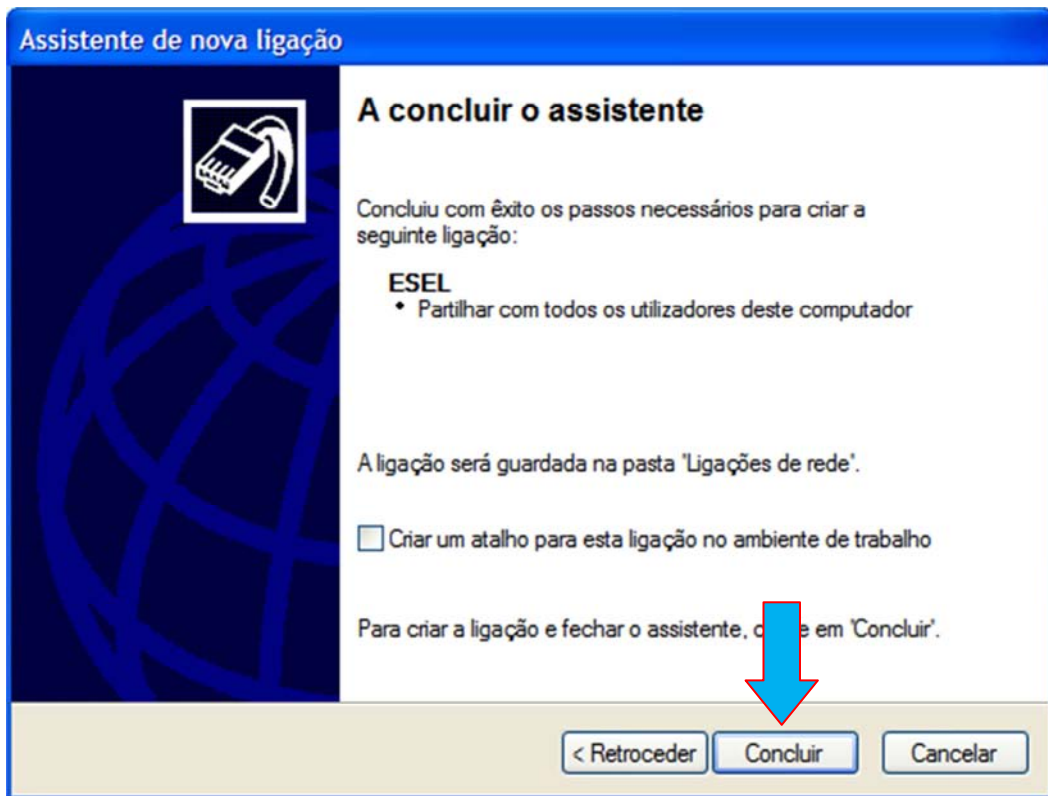 Assistente de nova ligação
A concluir o assistente
Concluiu com êxito os passos necessários para criar a
seguinte ligação:
ESEL
• Partilhar com todos os utilizadores deste computador
A ligação será guardada na pasta 'Ligações de rede'.
Criar um atalho para esta ligação no ambiente de trabalho
Para criar a ligação e fechar o assistente, em 'Concluir'.
< Retroceder Concluir Cancelar